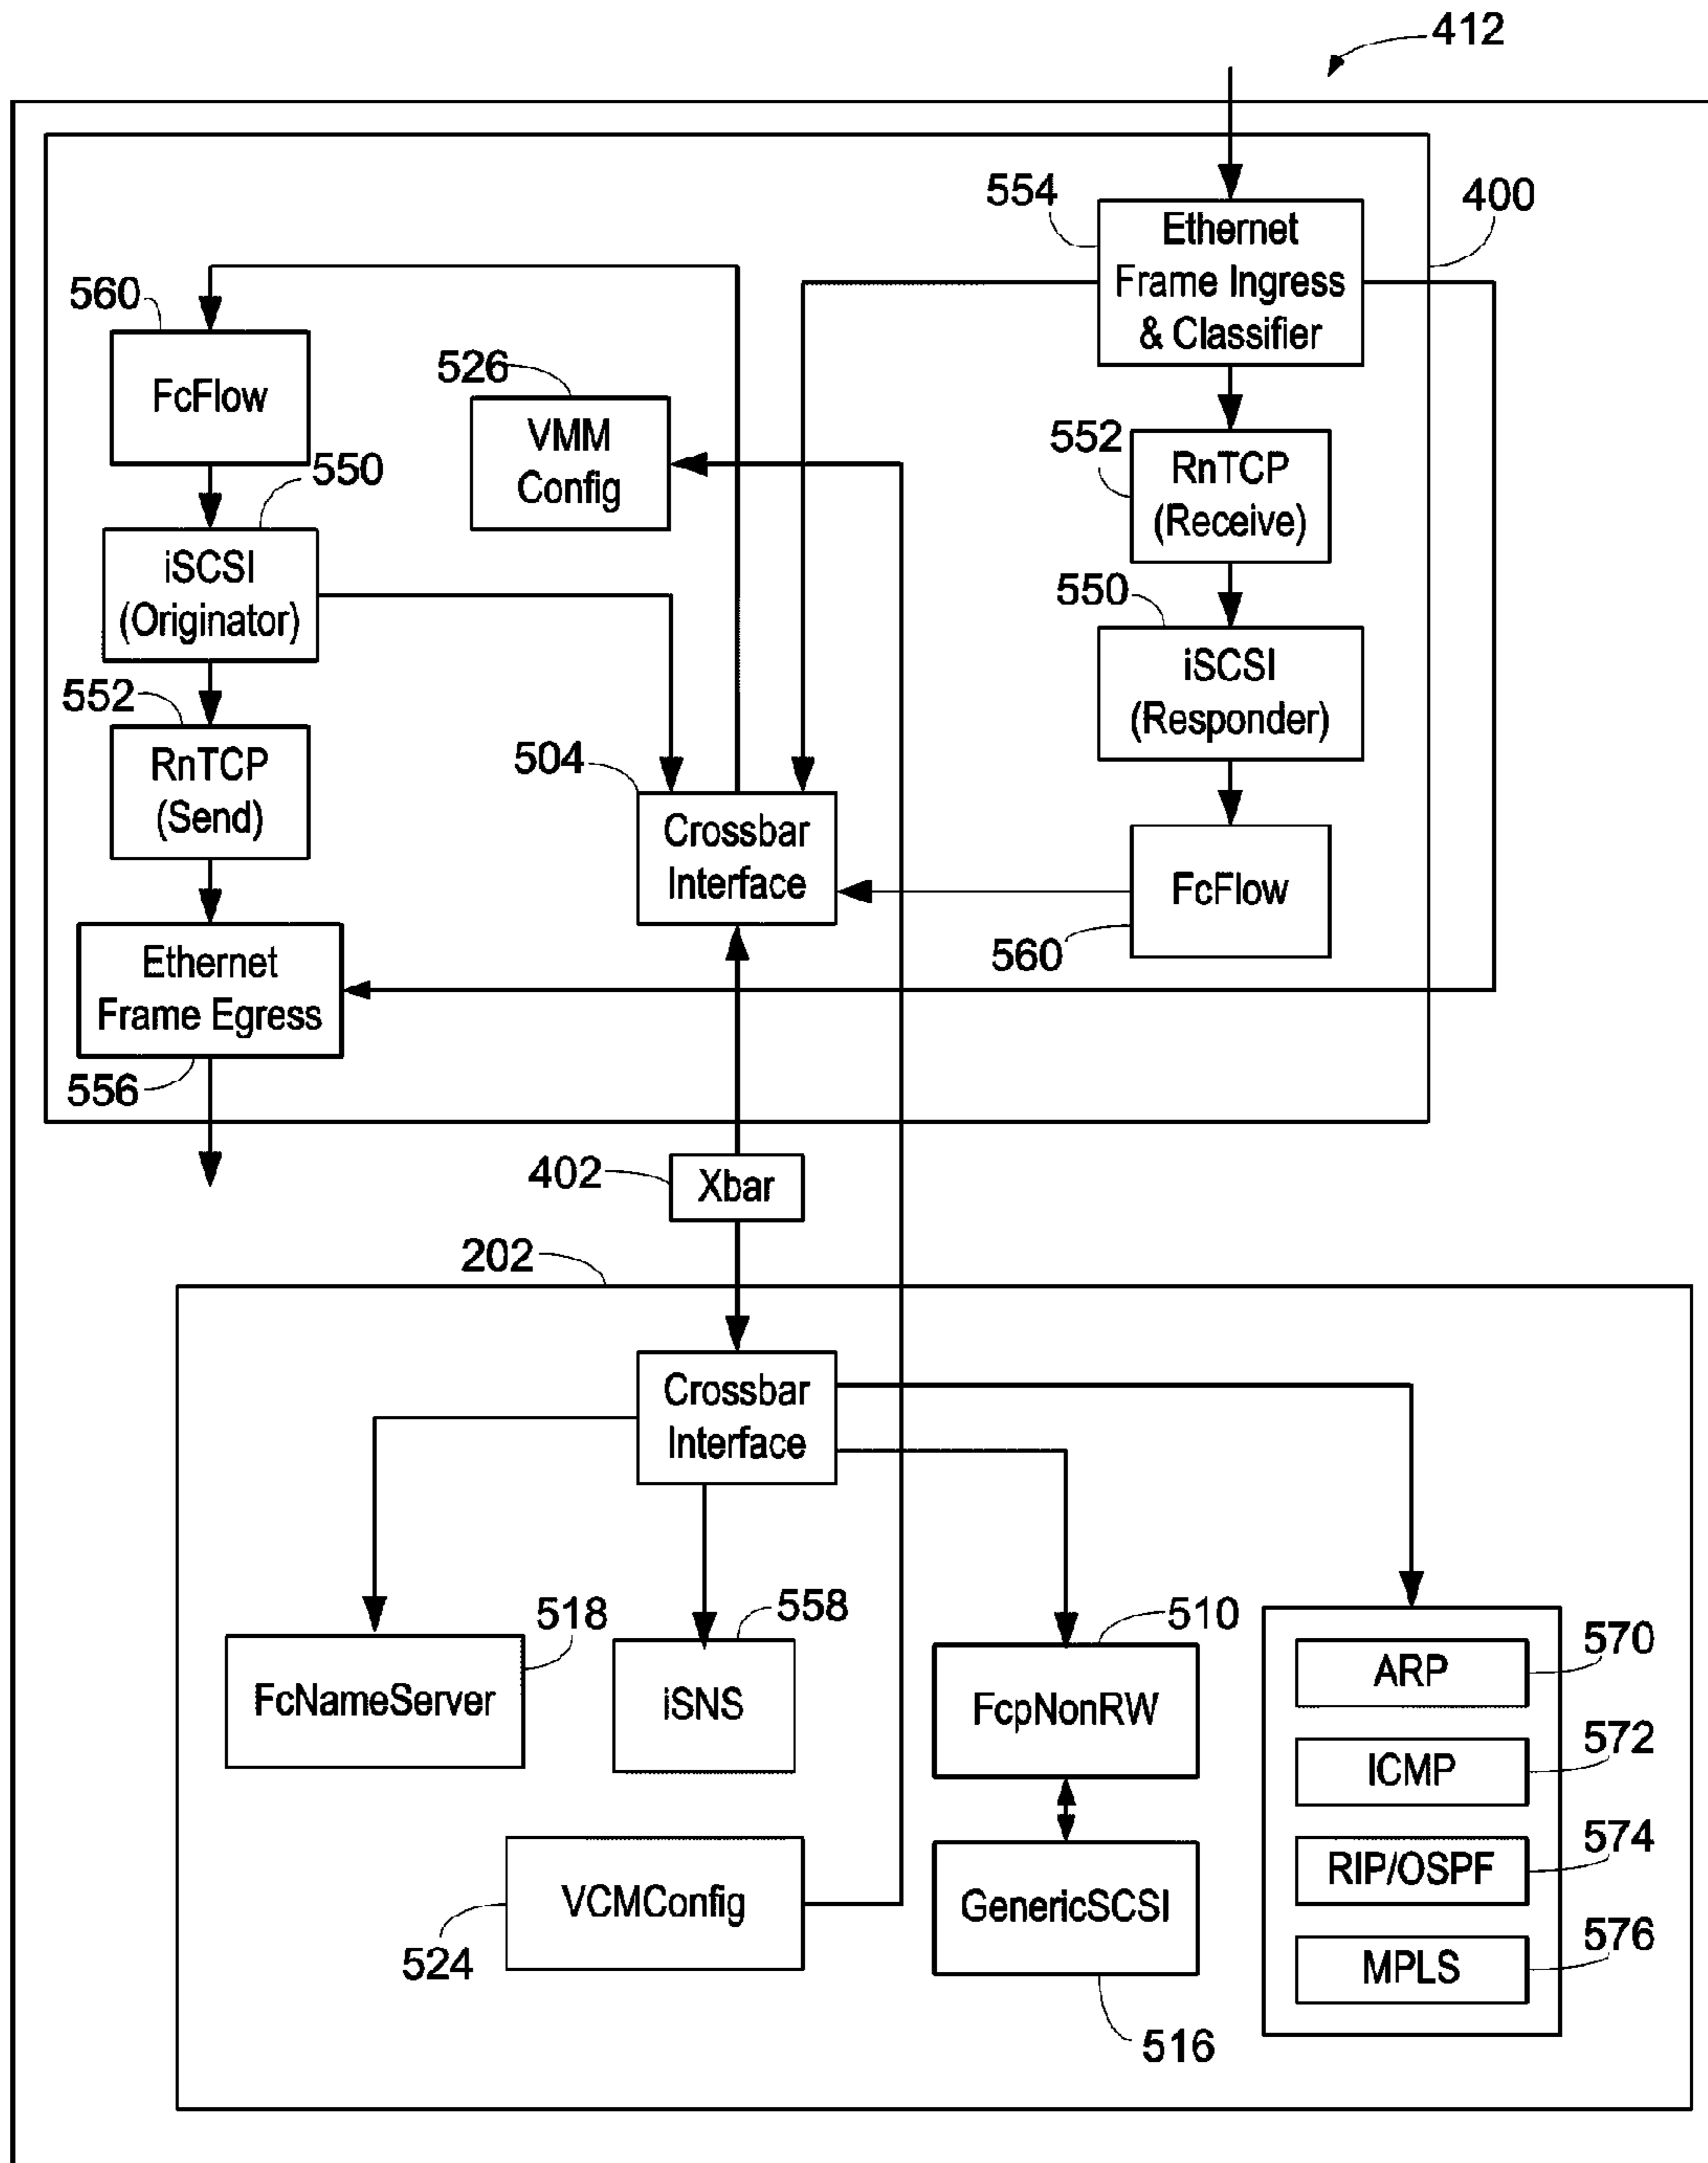 412
554
400
Ethernet
Frame Ingress
& Classifier
560
FcFlow
526
VMM
Config
552
RnTCP
(Receive)
550
iSCSI
(Originator)
550
iSCSI
(Responder)
552
RnTCP
(Send)
504
Crossbar
Interface
FcFlow
560
Ethernet
Frame Egress
556
402
Xbar
202
Crossbar
Interface
518
FcNameServer
558
iSNS
510
FcpNonRW
ARP
570
ICMP
572
RIP/OSPF
574
MPLS
576
VCMConfig
524
GenericSCSI
516